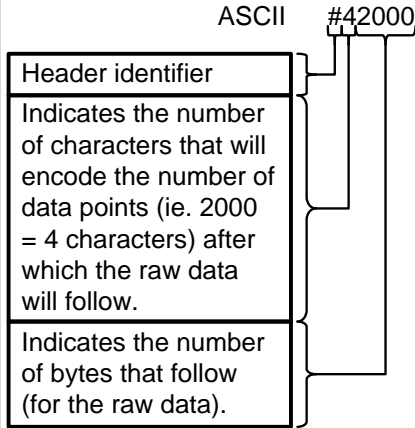 ASCII #42000
Header identifier
Indicates the number
of characters that will
encode the number of
data points (ie. 2000
= 4 characters) after
which the raw data
will follow.
Indicates the number
of bytes that follow
(for the raw data).